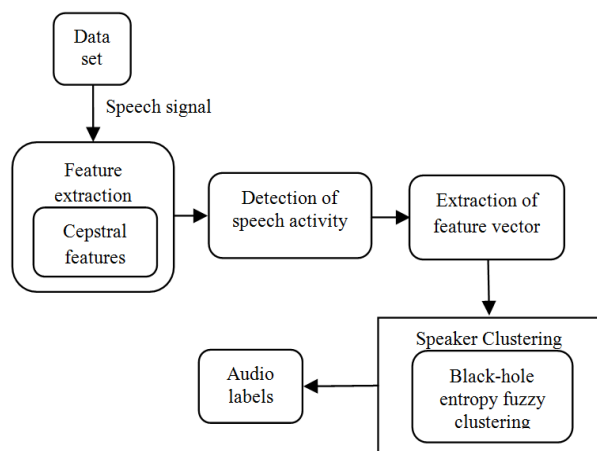 Data
set
Speech signal
Feature
extraction
Cepstral
features
Detection of
speech activity
Extraction of
feature vector
Speaker Clustering
Black-hole
entropy fuzzy
clustering
Audio
labels